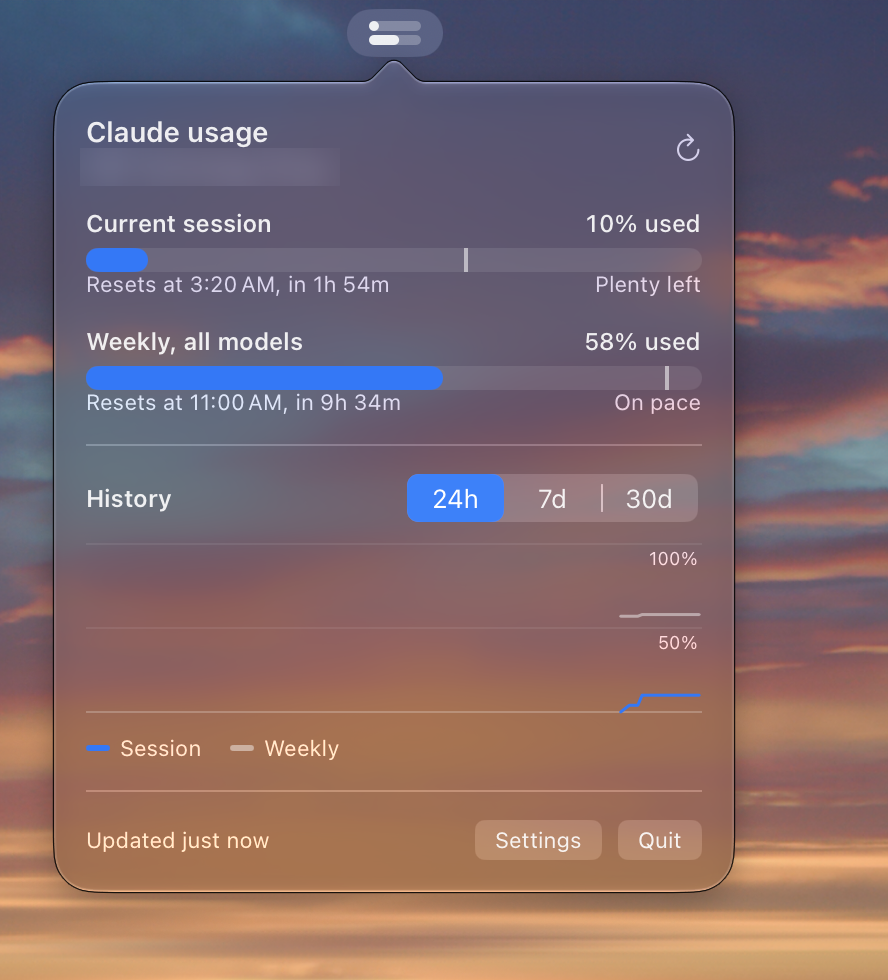 Claude usage
Current session 10% used
Resets at 3:20 AM, in 1h 54m Plenty left
Weekly, all models 58% used
Resets at 11:00 AM, in 9h 34m On pace
History 24h 7d 30d
100%
50%
Session Weekly
Updated just now Settings Quit